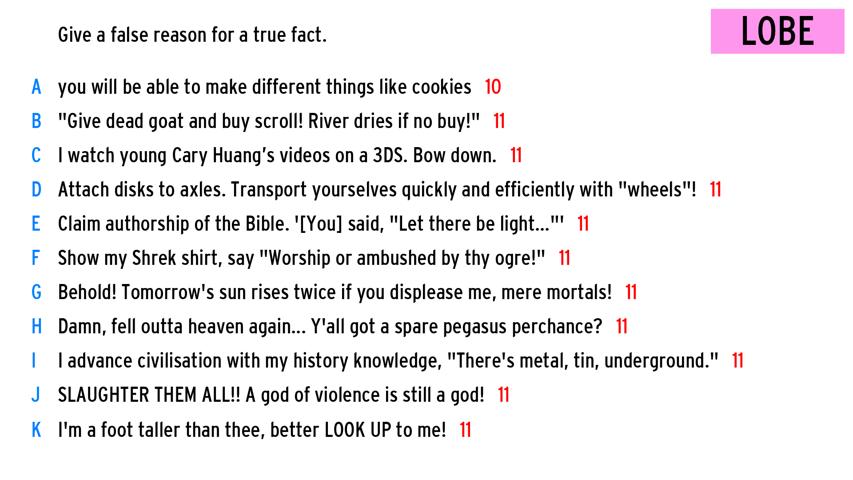 Give a false reason for a true fact.
LOBE
A you will be able to make different things like cookies 10
B "Give dead goat and buy scroll! River dries if no buy!" 11
C I watch young Cary Huang's videos on a 3DS. Bow down. 11
D Attach disks to axles. Transport yourselves quickly and efficiently with "wheels"! 11
E Claim authorship of the Bible. '[You] said, "Let there be light..."' 11
F Show my Shrek shirt, say "Worship or ambushed by thy ogre!" 11
G Behold! Tomorrow's sun rises twice if you displease me, mere mortals! 11
H Damn, fell outta heaven again... Y'all got a spare pegasus perchance? 11
I I advance civilisation with my history knowledge, "There's metal, tin, underground." 11
J SLAUGHTER THEM ALL!! A god of violence is still a god! 11
K I'm a foot taller than thee, better LOOK UP to me! 11